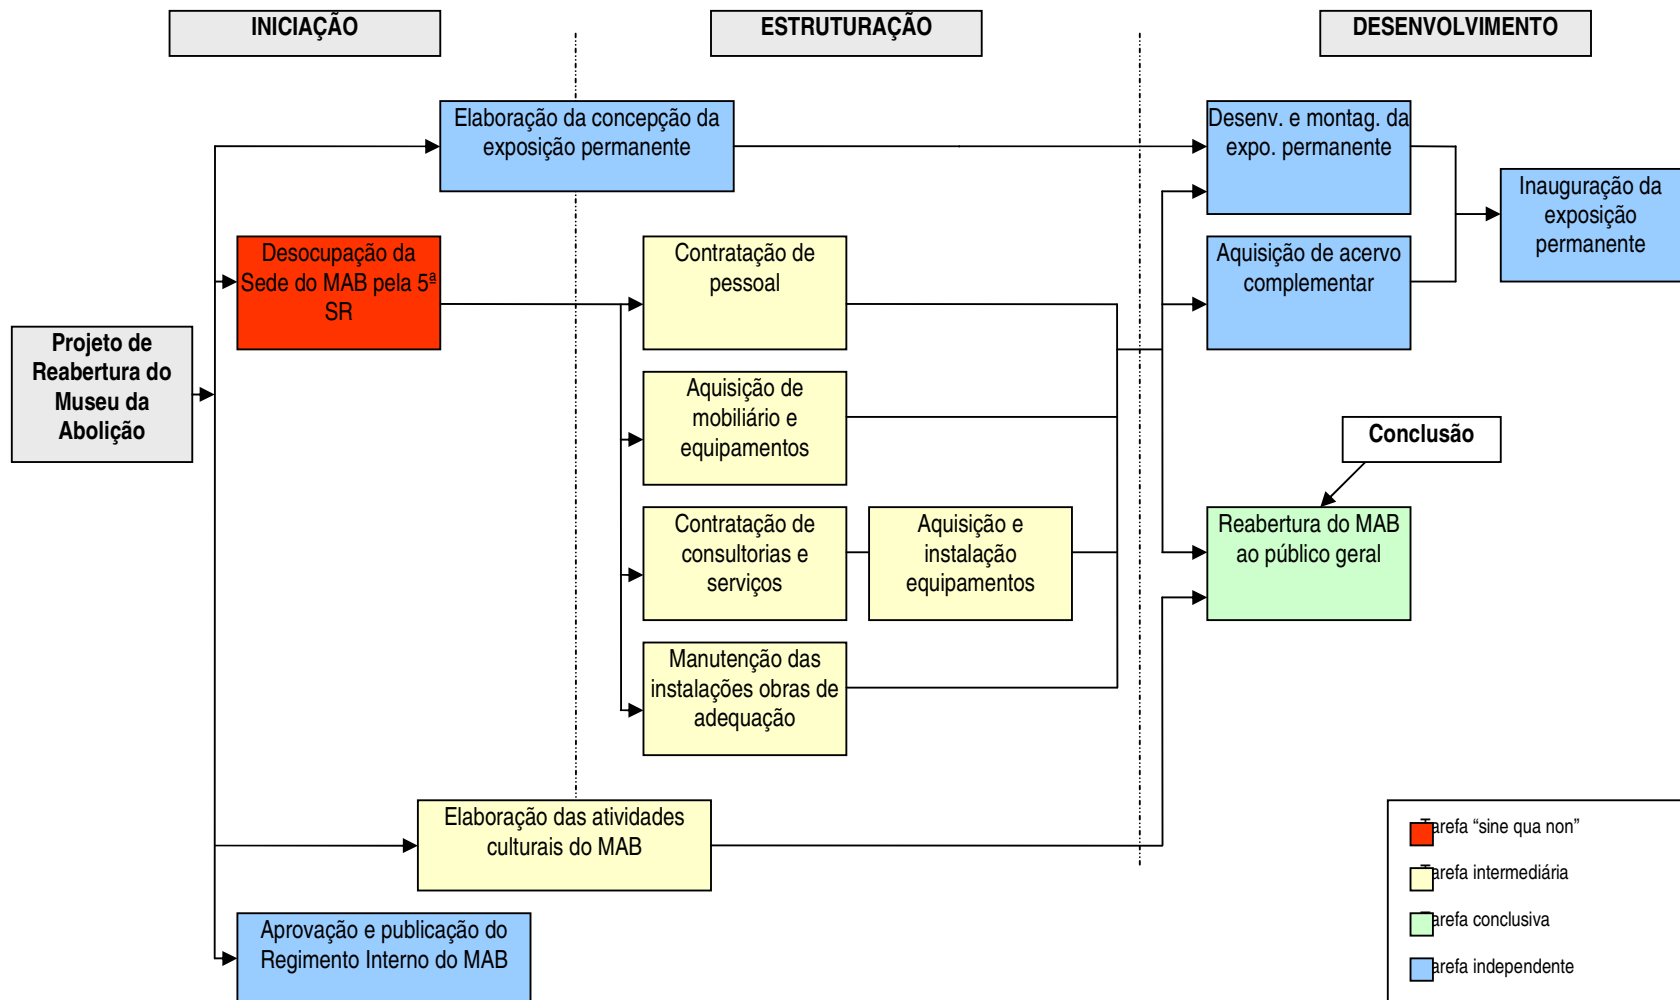 INICIAÇÃO
ESTRUTURAÇÃO
DESENVOLVIMENTO
Elaboração da concepção da
exposição permanente
Desenv. e montag. da
expo. permanente
Inauguração da
exposição
permanente
Desocupação da
Sede do MAB pela 5ª
SR
Contratação de
pessoal
Aquisição de acervo
complementar
Projeto de
Reabertura do
Museu da
Abolição
Aquisição de
mobiliário e
equipamentos
Conclusão
Contratação de
consultorias e
serviços
Aquisição e
instalação
equipamentos
Reabertura do MAB
ao público geral
Manutenção das
instalações obras de
adequação
Elaboração das atividades
culturais do MAB
Aprovação e publicação do
Regimento Interno do MAB
Tarefa “sine qua non”
Tarefa intermediária
Tarefa conclusiva
Tarefa independente